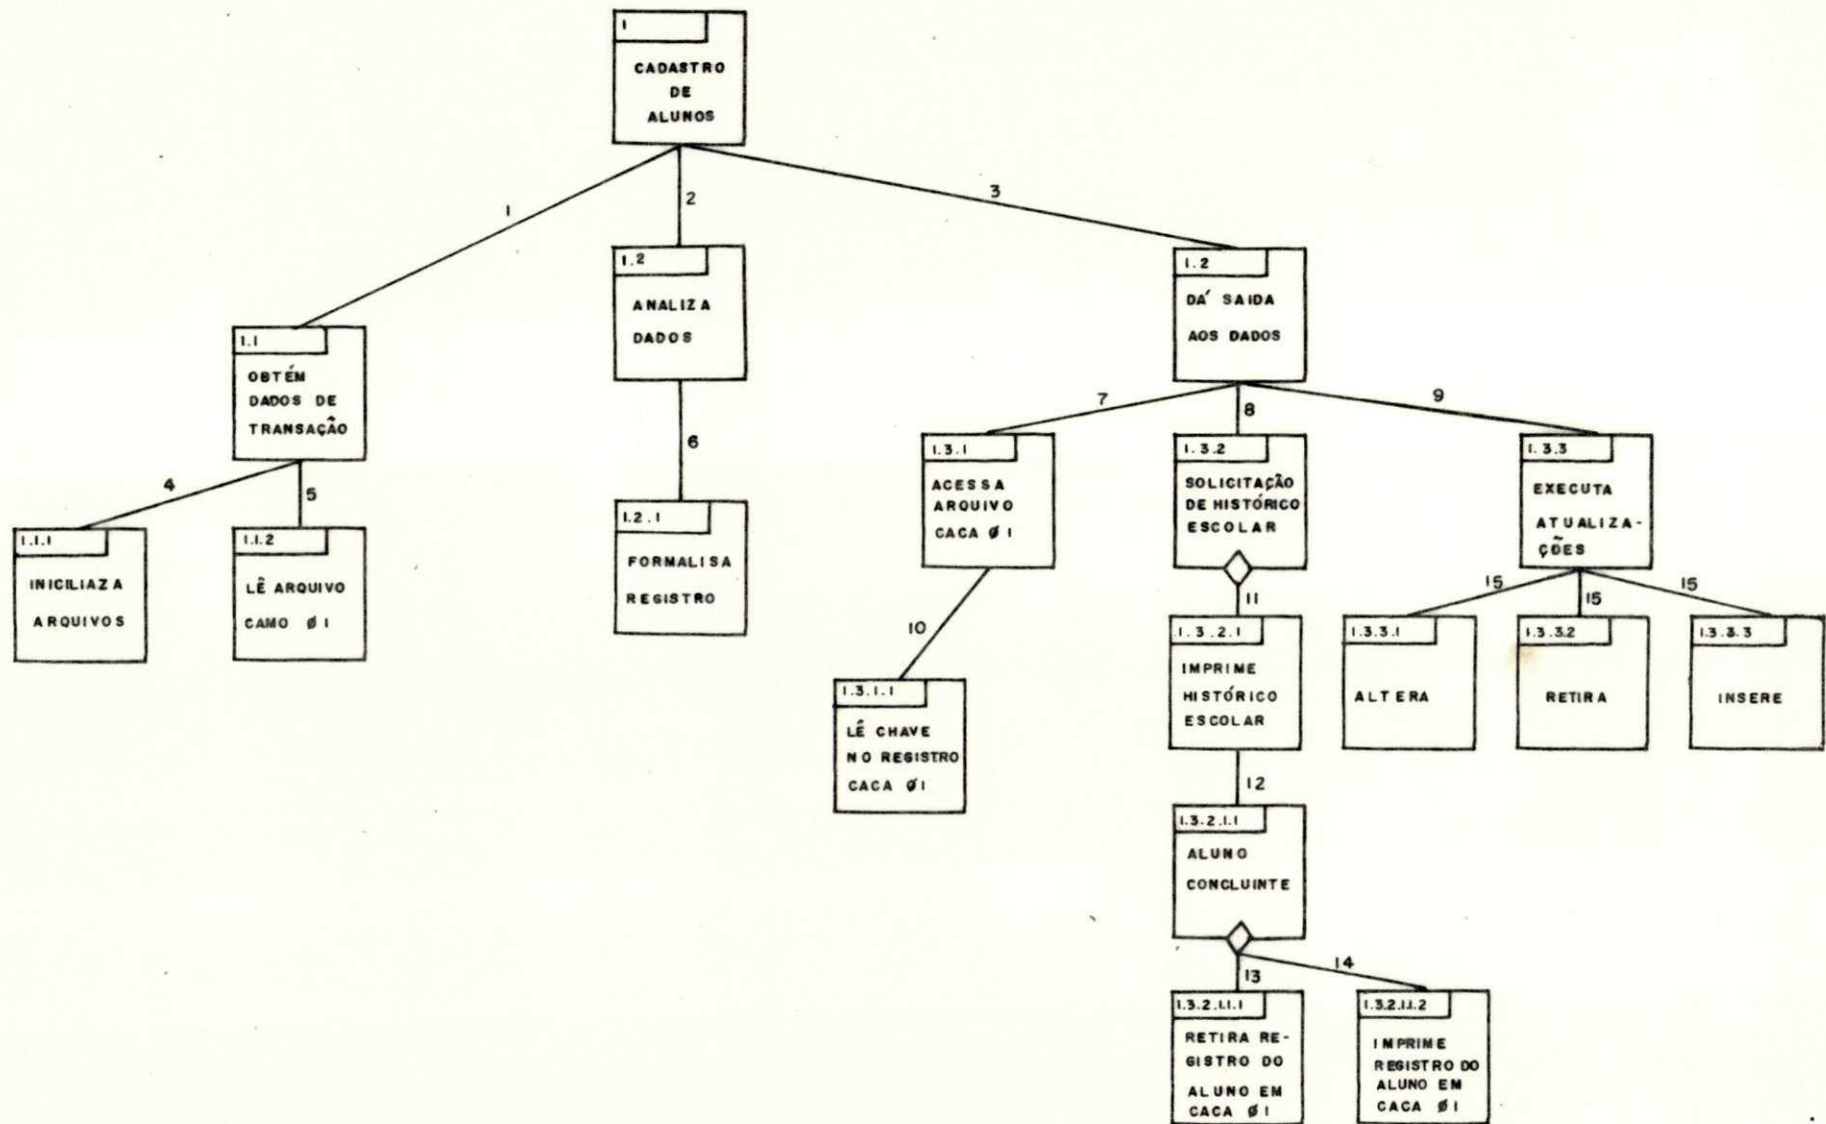 1
CADASTRO
DE
ALUNOS
1
2
3
1.1
OBTÉM
DADOS DE
TRANSAÇÃO
1.2
ANALIZA
DADOS
1.2
DÁ SAIDA
AOS DADOS
4
5
6
7
8
9
1.1.1
INICILIAZA
ARQUIVOS
1.1.2
LÊ ARQUIVO
CAMO Ø1
1.2.1
FORMALISA
REGISTRO
1.3.1
ACESSA
ARQUIVO
CACA Ø1
1.3.2
SOLICITAÇÃO
DE HISTÓRICO
ESCOLAR
1.3.3
EXECUTA
ATUALIZA-
ÇÕES
10
11
15
15
15
1.3.1.1
LÊ CHAVE
NO REGISTRO
CACA Ø1
1.3.2.1
IMPRIME
HISTÓRICO
ESCOLAR
1.3.3.1
ALTERA
1.3.3.2
RETIRA
1.3.3.3
INSERE
12
1.3.2.1.1
ALUNO
CONCLUINTE
13
14
1.3.2.1.1.1
RETIRA RE-
GISTRO DO
ALUNO EM
CACA Ø1
1.3.2.1.1.2
IMPRIME
REGISTRO DO
ALUNO EM
CACA Ø1